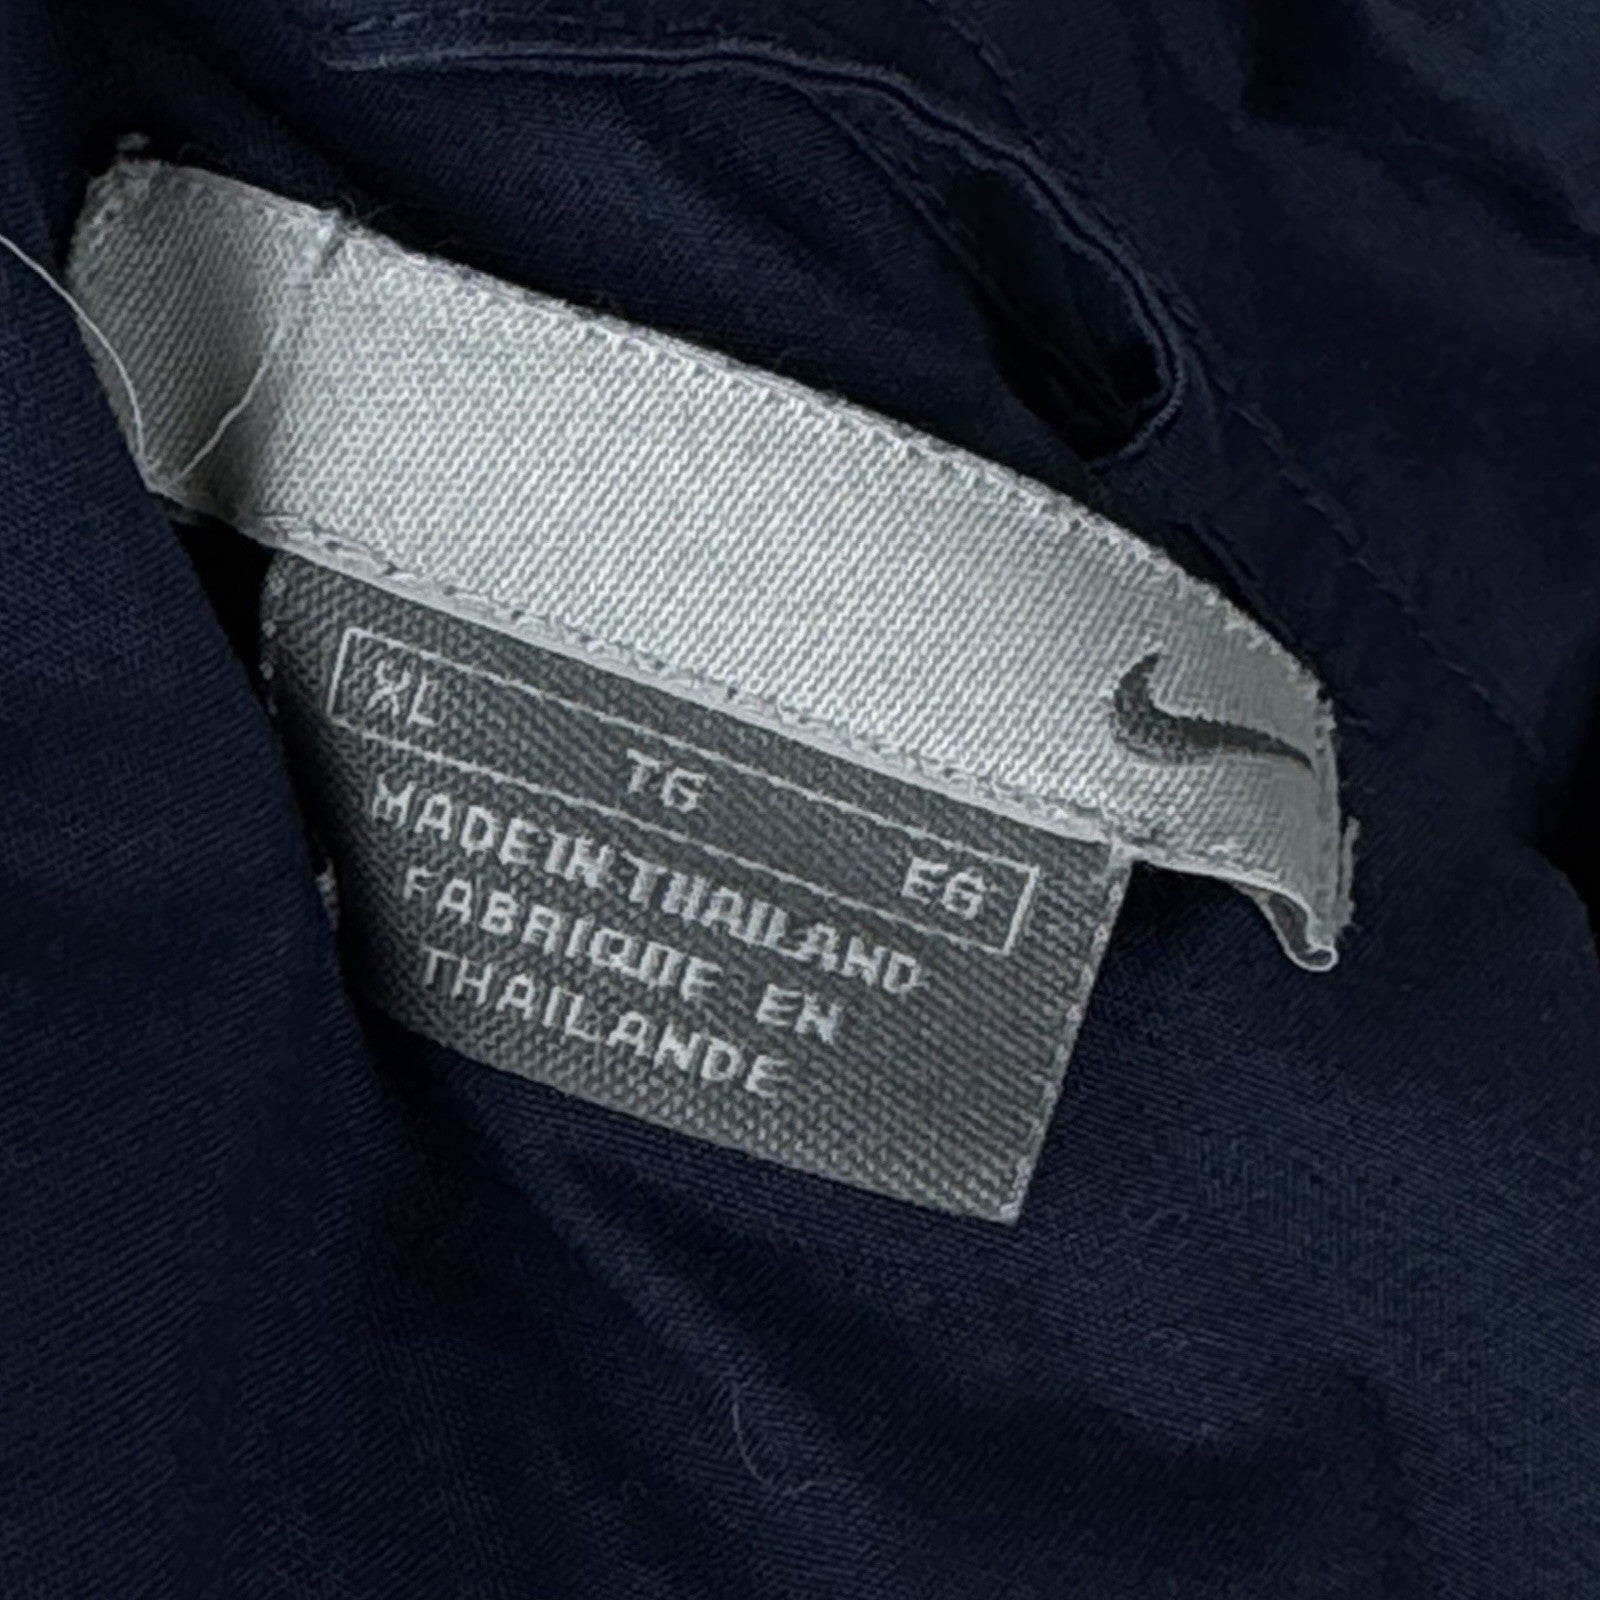 XL TG EG
MADE IN THAILAND
FABRIQUE EN
THAILANDE